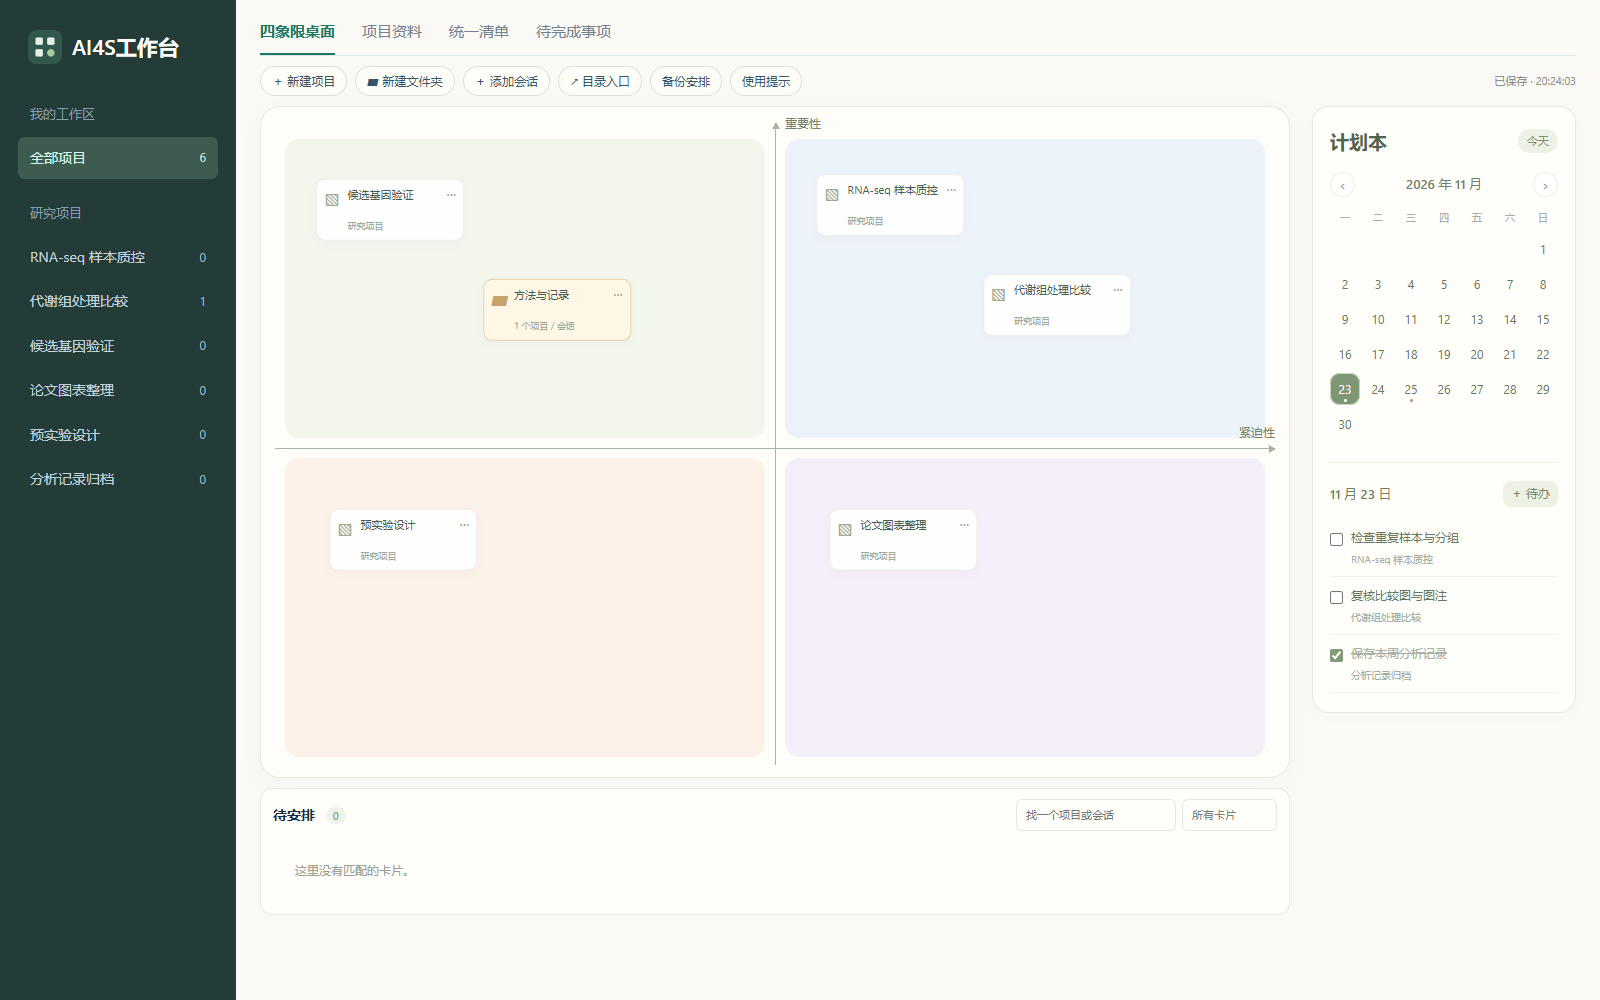 AI4S工作台
我的工作区
全部项目 6
研究项目
RNA-seq 样本质控 0
代谢组处理比较 1
候选基因验证 0
论文图表整理 0
预实验设计 0
分析记录归档 0
四象限桌面 项目资料 统一清单 待完成事项
+ 新建项目 新建文件夹 + 添加会话 ↗ 目录入口 备份安排 使用提示 已保存 · 20:24:03
重要性
候选基因验证 ···
研究项目
方法与记录 ···
1 个项目 / 会话
RNA-seq 样本质控 ···
研究项目
代谢组处理比较 ···
研究项目
紧迫性
预实验设计 ···
研究项目
论文图表整理 ···
研究项目
待安排 0 找一个项目或会话 所有卡片
这里没有匹配的卡片。
计划本 今天
‹ 2026 年 11 月 ›
一 二 三 四 五 六 日
1
2 3 4 5 6 7 8
9 10 11 12 13 14 15
16 17 18 19 20 21 22
23 24 25 26 27 28 29
30
11 月 23 日 + 待办
检查重复样本与分组
RNA-seq 样本质控
复核比较图与图注
代谢组处理比较
保存本周分析记录
分析记录归档